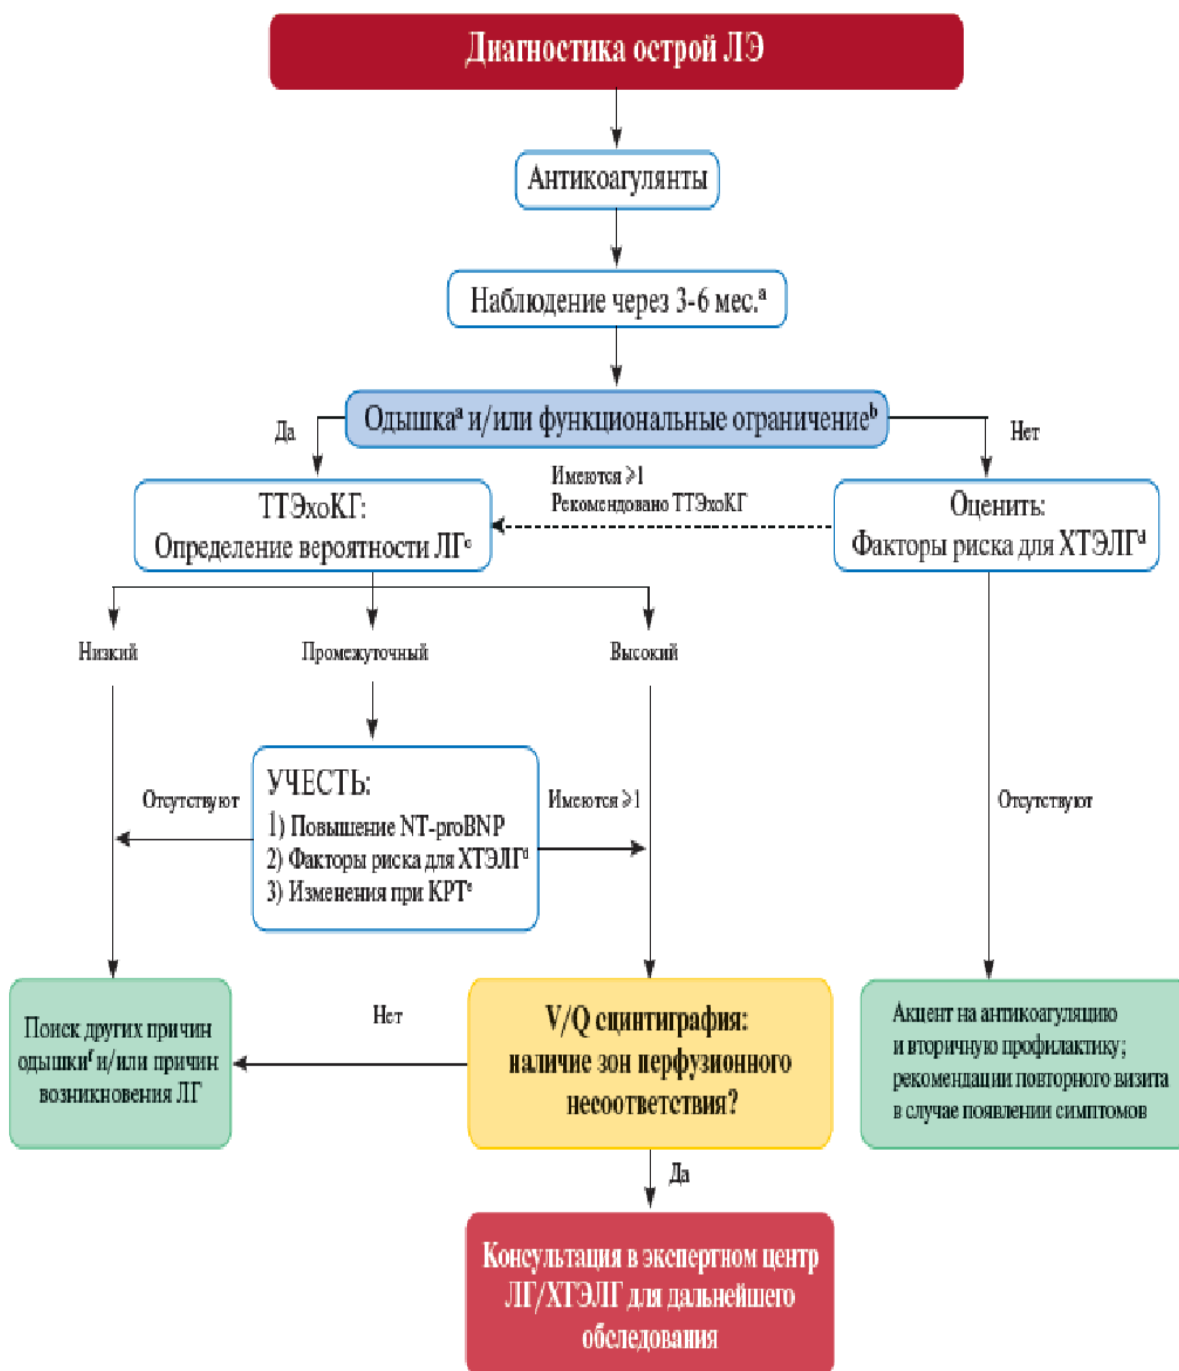 Диагностика острой ЛЭ
Антикоагулянты
Наблюдение через 3-6 мес.ᵃ
Одышкаᵃ и/или функциональные ограничениеᵇ
Да
Нет
Имеются ⩾1
Рекомендовано ТТЭхоКГ
ТТЭхоКГ:
Определение вероятности ЛГᶜ
Оценить:
Факторы риска для ХТЭЛГᵈ
Низкий
Промежуточный
Высокий
УЧЕСТЬ:
1) Повышение NT-proBNP
2) Факторы риска для ХТЭЛГᵈ
3) Изменения при КРТᵉ
Отсутствуют
Имеются ⩾1
Отсутствуют
Поиск других причин
одышкиᶠ и/или причин
возникновения ЛГ
Нет
V/Q сцинтиграфия:
наличие зон перфузионного
несоответствия?
Акцент на антикоагуляцию
и вторичную профилактику;
рекомендации повторного визита
в случае появлении симптомов
Да
Консультация в экспертном центр
ЛГ/ХТЭЛГ для дальнейшего
обследования